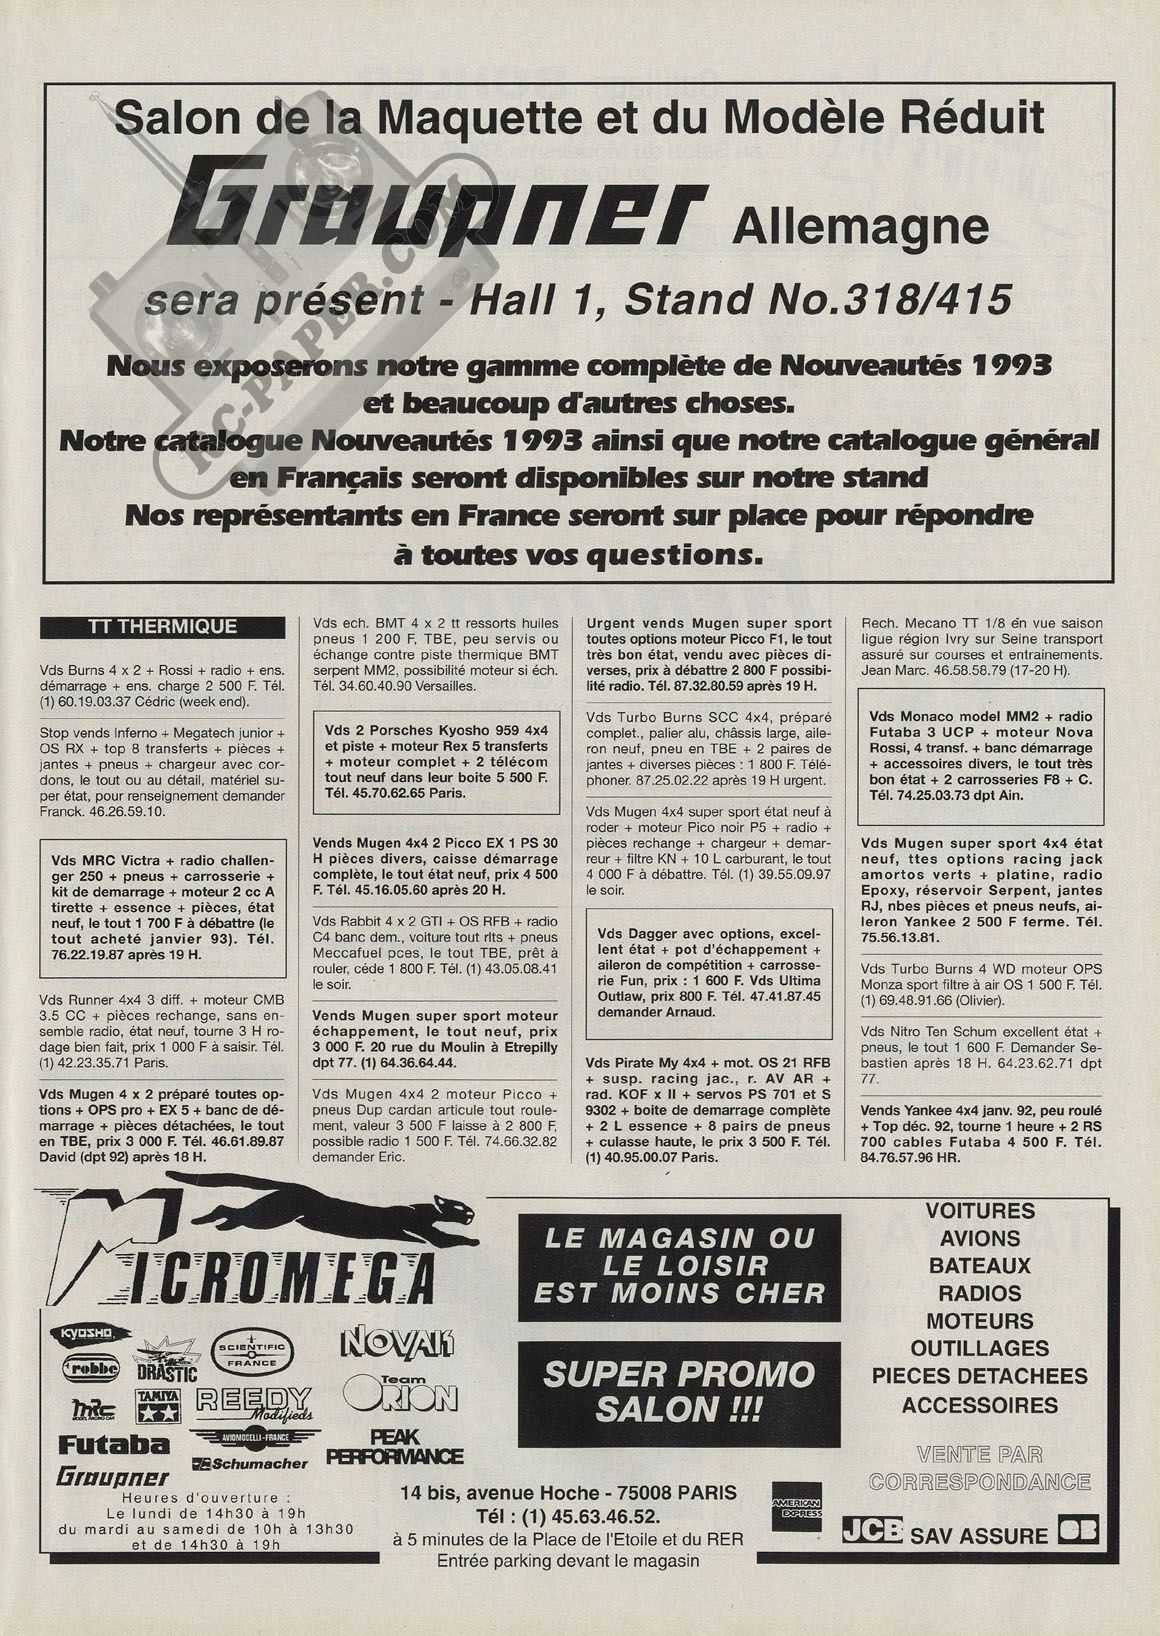 Salon de la Maquette et du Modèle Réduit
Graupner Allemagne
sera présent - Hall 1, Stand No.318/415
Nous exposerons notre gamme complète de Nouveautés 1993
et beaucoup d'autres choses.
Notre catalogue Nouveautés 1993 ainsi que notre catalogue général
en Français seront disponibles sur notre stand
Nos représentants en France seront sur place pour répondre
à toutes vos questions.
RC-PAPER.COM
TT THERMIQUE
Vds Burns 4 x 2 + Rossi + radio + ens.
démarrage + ens. charge 2 500 F. Tél.
(1) 60.19.03.37 Cédric (week end).
Stop vends Inferno + Megatech junior +
OS RX + top 8 transferts + pièces +
jantes + pneus + chargeur avec cor-
dons, le tout ou au détail, matériel su-
per état, pour renseignement demander
Franck. 46.26.59.10.
Vds MRC Victra + radio challen-
ger 250 + pneus + carrosserie +
kit de demarrage + moteur 2 cc A
tirette + essence + pièces, état
neuf, le tout 1 700 F à débattre (le
tout acheté janvier 93). Tél.
76.22.19.87 après 19 H.
Vds Runner 4x4 3 diff. + moteur CMB
3.5 CC + pièces rechange, sans en-
semble radio, état neuf, tourne 3 H ro-
dage bien fait, prix 1 000 F à saisir. Tél.
(1) 42.23.35.71 Paris.
Vds Mugen 4 x 2 préparé toutes op-
tions + OPS pro + EX 5 + banc de dé-
marrage + pièces détachées, le tout
en TBE, prix 3 000 F. Tél. 46.61.89.87
David (dpt 92) après 18 H.
Vds ech. BMT 4 x 2 tt ressorts huiles
pneus 1 200 F, TBE, peu servis ou
échange contre piste thermique BMT
serpent MM2, possibilité moteur si éch.
Tél. 34.60.40.90 Versailles.
Vds 2 Porsches Kyosho 959 4x4
et piste + moteur Rex 5 transferts
+ moteur complet + 2 télécom
tout neuf dans leur boite 5 500 F.
Tél. 45.70.62.65 Paris.
Vends Mugen 4x4 2 Picco EX 1 PS 30
H pièces divers, caisse démarrage
complète, le tout état neuf, prix 4 500
F. Tél. 45.16.05.60 après 20 H.
Vds Rabbit 4 x 2 GTI + OS RFB + radio
C4 banc dem., voiture tout rlts + pneus
Meccafuel pces, le tout TBE, prêt à
rouler, céde 1 800 F. Tél. (1) 43.05.08.41
le soir.
Vends Mugen super sport moteur
échappement, le tout neuf, prix
3 000 F. 20 rue du Moulin à Etrepilly
dpt 77. (1) 64.36.64.44.
Vds Mugen 4x4 2 moteur Picco +
pneus Dup cardan articule tout roule-
ment, valeur 3 500 F laisse à 2 800 F,
possible radio 1 500 F. Tél. 74.66.32.82
demander Eric.
Urgent vends Mugen super sport
toutes options moteur Picco F1, le tout
très bon état, vendu avec pièces di-
verses, prix à débattre 2 800 F possibi-
lité radio. Tél. 87.32.80.59 après 19 H.
Vds Turbo Burns SCC 4x4, préparé
complet., palier alu, châssis large, aile-
ron neuf, pneu en TBE + 2 paires de
jantes + diverses pièces : 1 800 F. Télé-
phoner. 87.25.02.22 après 19 H urgent.
Vds Mugen 4x4 super sport état neuf à
roder + moteur Pico noir P5 + radio +
pièces rechange + chargeur + demar-
reur + filtre KN + 10 L carburant, le tout
4 000 F à débattre. Tél. (1) 39.55.09.97
le soir.
Vds Dagger avec options, excel-
lent état + pot d'échappement +
aileron de compétition + carrosse-
rie Fun, prix : 1 600 F. Vds Ultima
Outlaw, prix 800 F. Tél. 47.41.87.45
demander Arnaud.
Vds Pirate My 4x4 + mot. OS 21 RFB
+ susp. racing jac., r. AV AR +
rad. KOF x II + servos PS 701 et S
9302 + boite de demarrage complète
+ 2 L essence + 8 pairs de pneus
+ culasse haute, le prix 3 500 F. Tél.
(1) 40.95.00.07 Paris.
Rech. Mecano TT 1/8 en vue saison
ligue région Ivry sur Seine transport
assuré sur courses et entrainements.
Jean Marc. 46.58.58.79 (17-20 H).
Vds Monaco model MM2 + radio
Futaba 3 UCP + moteur Nova
Rossi, 4 transf. + banc démarrage
+ accessoires divers, le tout très
bon état + 2 carrosseries F8 + C.
Tél. 74.25.03.73 dpt Ain.
Vds Mugen super sport 4x4 état
neuf, ttes options racing jack
amortos verts + platine, radio
Epoxy, réservoir Serpent, jantes
RJ, nbes pièces et pneus neufs, ai-
leron Yankee 2 500 F ferme. Tél.
75.56.13.81.
Vds Turbo Burns 4 WD moteur OPS
Monza sport filtre à air OS 1 500 F. Tél.
(1) 69.48.91.66 (Olivier).
Vds Nitro Ten Schum excellent état +
pneus, le tout 1 600 F. Demander Se-
bastien après 18 H. 64.23.62.71 dpt
77.
Vends Yankee 4x4 janv. 92, peu roulé
+ Top déc. 92, tourne 1 heure + 2 RS
700 cables Futaba 4 500 F. Tél.
84.76.57.96 HR.
MICROMEGA
KYOSHO
robbe
DRASTIC
SCIENTIFIC
FRANCE
NOVAK
MRC
MODEL RACING CAR
TAMIYA
REEDY
Modifieds
Team
ORION
Futaba
AVIOMODELLI-FRANCE
PEAK
PERFORMANCE
Graupner
Schumacher
Heures d'ouverture :
Le lundi de 14h30 à 19h
du mardi au samedi de 10h à 13h30
et de 14h30 à 19h
LE MAGASIN OU
LE LOISIR
EST MOINS CHER
SUPER PROMO
SALON !!!
14 bis, avenue Hoche - 75008 PARIS
Tél : (1) 45.63.46.52.
à 5 minutes de la Place de l'Etoile et du RER
Entrée parking devant le magasin
VOITURES
AVIONS
BATEAUX
RADIOS
MOTEURS
OUTILLAGES
PIECES DETACHEES
ACCESSOIRES
VENTE PAR
CORRESPONDANCE
AMERICAN
EXPRESS
JCB SAV ASSURE CB